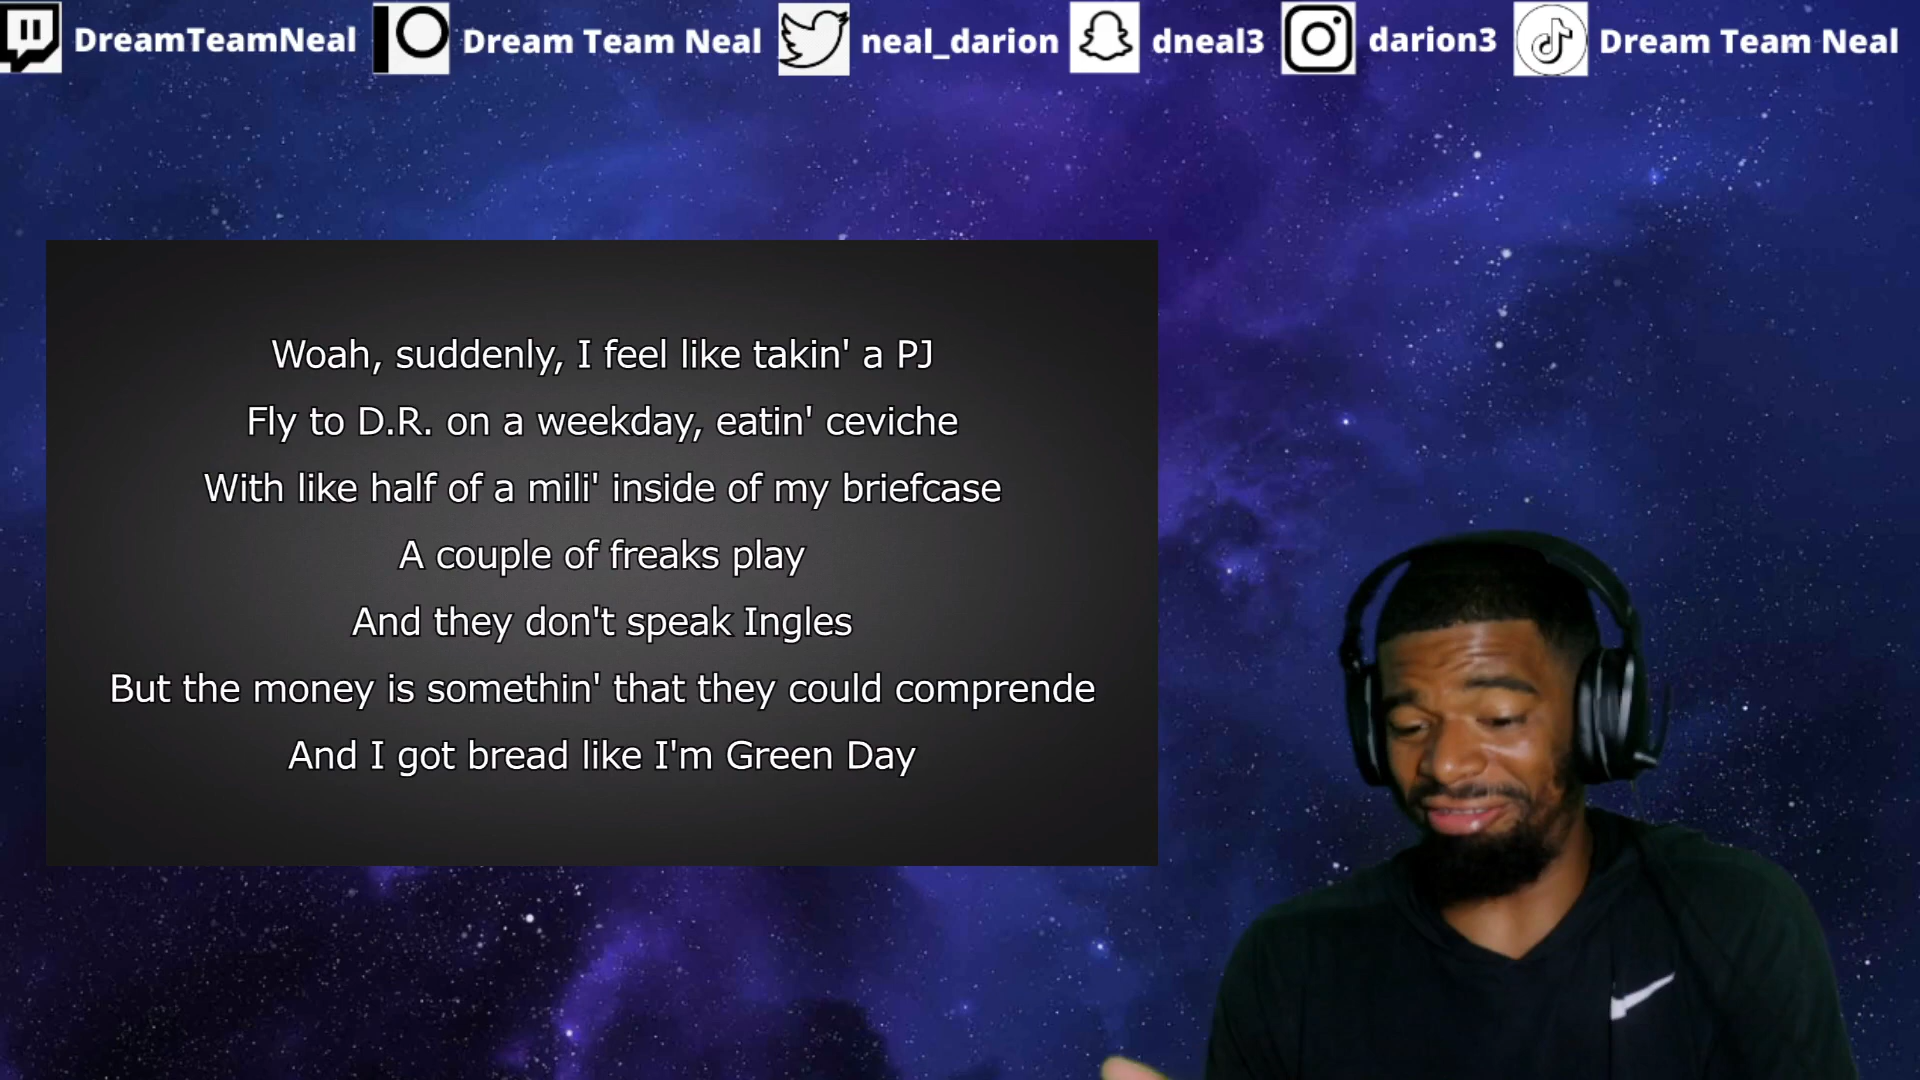 DreamTeamNeal Dream Team Neal neal_darion dneal3 darion3 Dream Team Neal
Woah, suddenly, I feel like takin' a PJ
Fly to D.R. on a weekday, eatin' ceviche
With like half of a mili' inside of my briefcase
A couple of freaks play
And they don't speak Ingles
But the money is somethin' that they could comprende
And I got bread like I'm Green Day